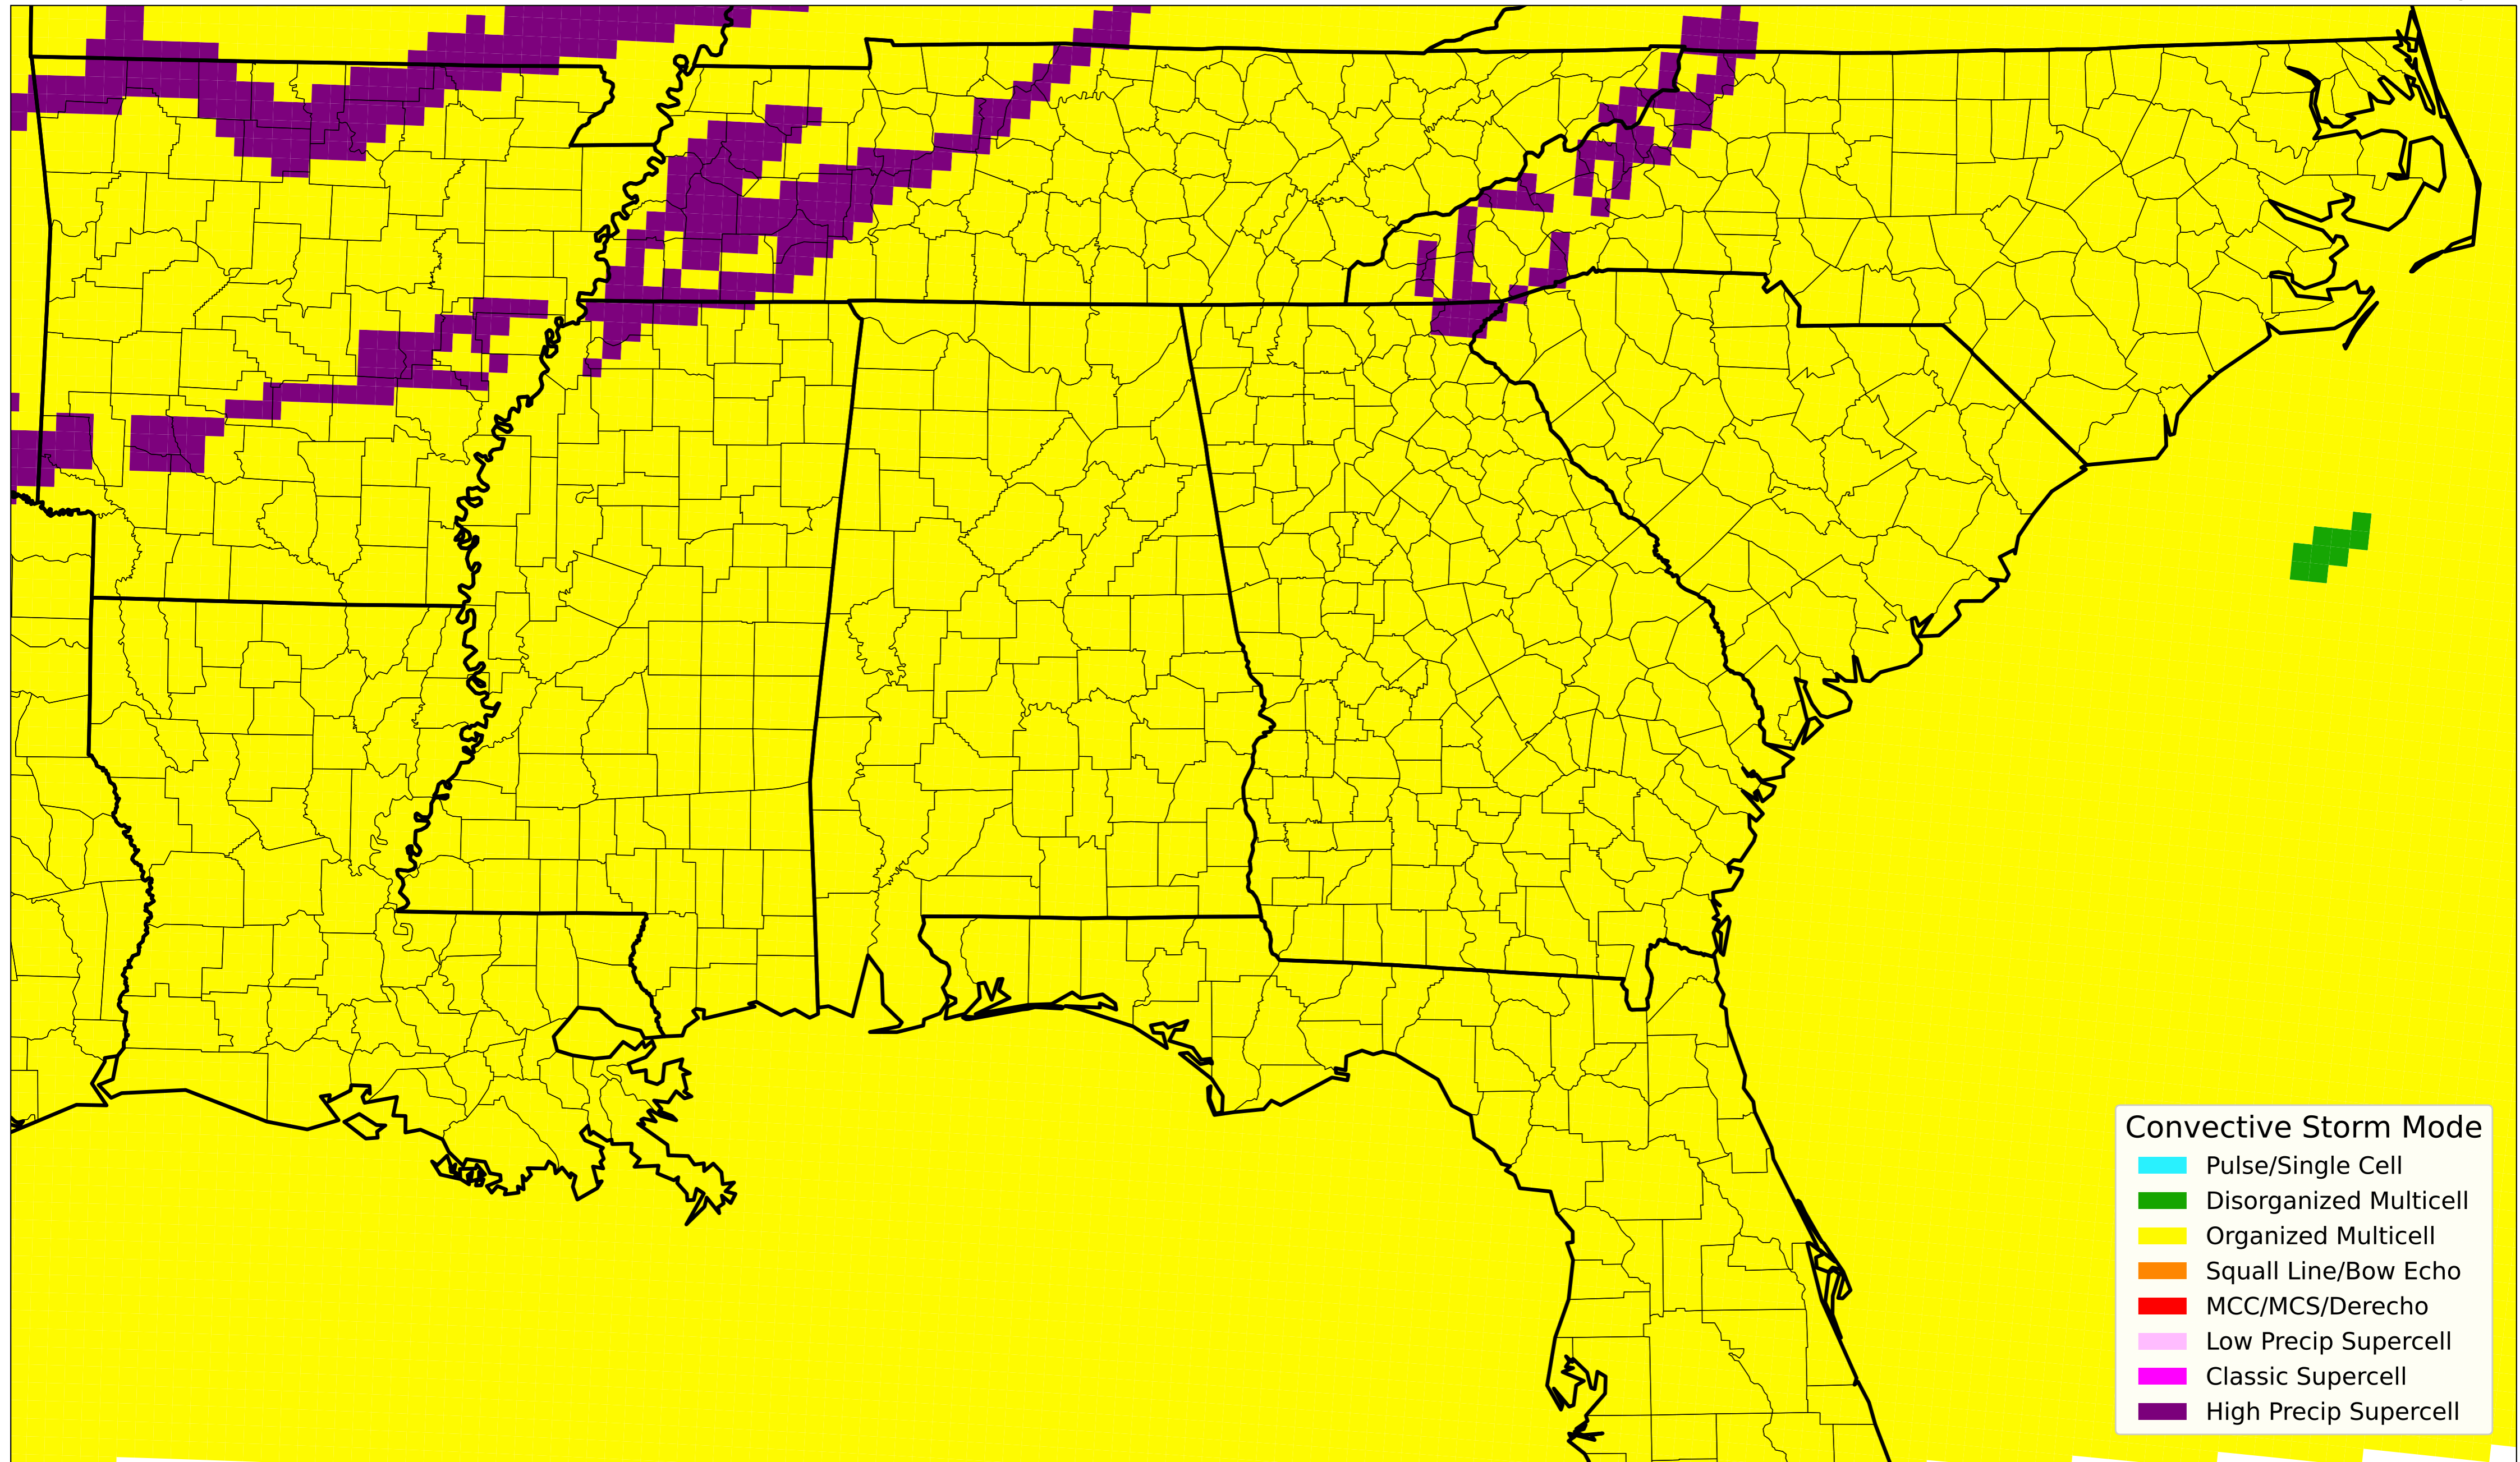 Convective Storm Mode
Pulse/Single Cell
Disorganized Multicell
Organized Multicell
Squall Line/Bow Echo
MCC/MCS/Derecho
Low Precip Supercell
Classic Supercell
High Precip Supercell